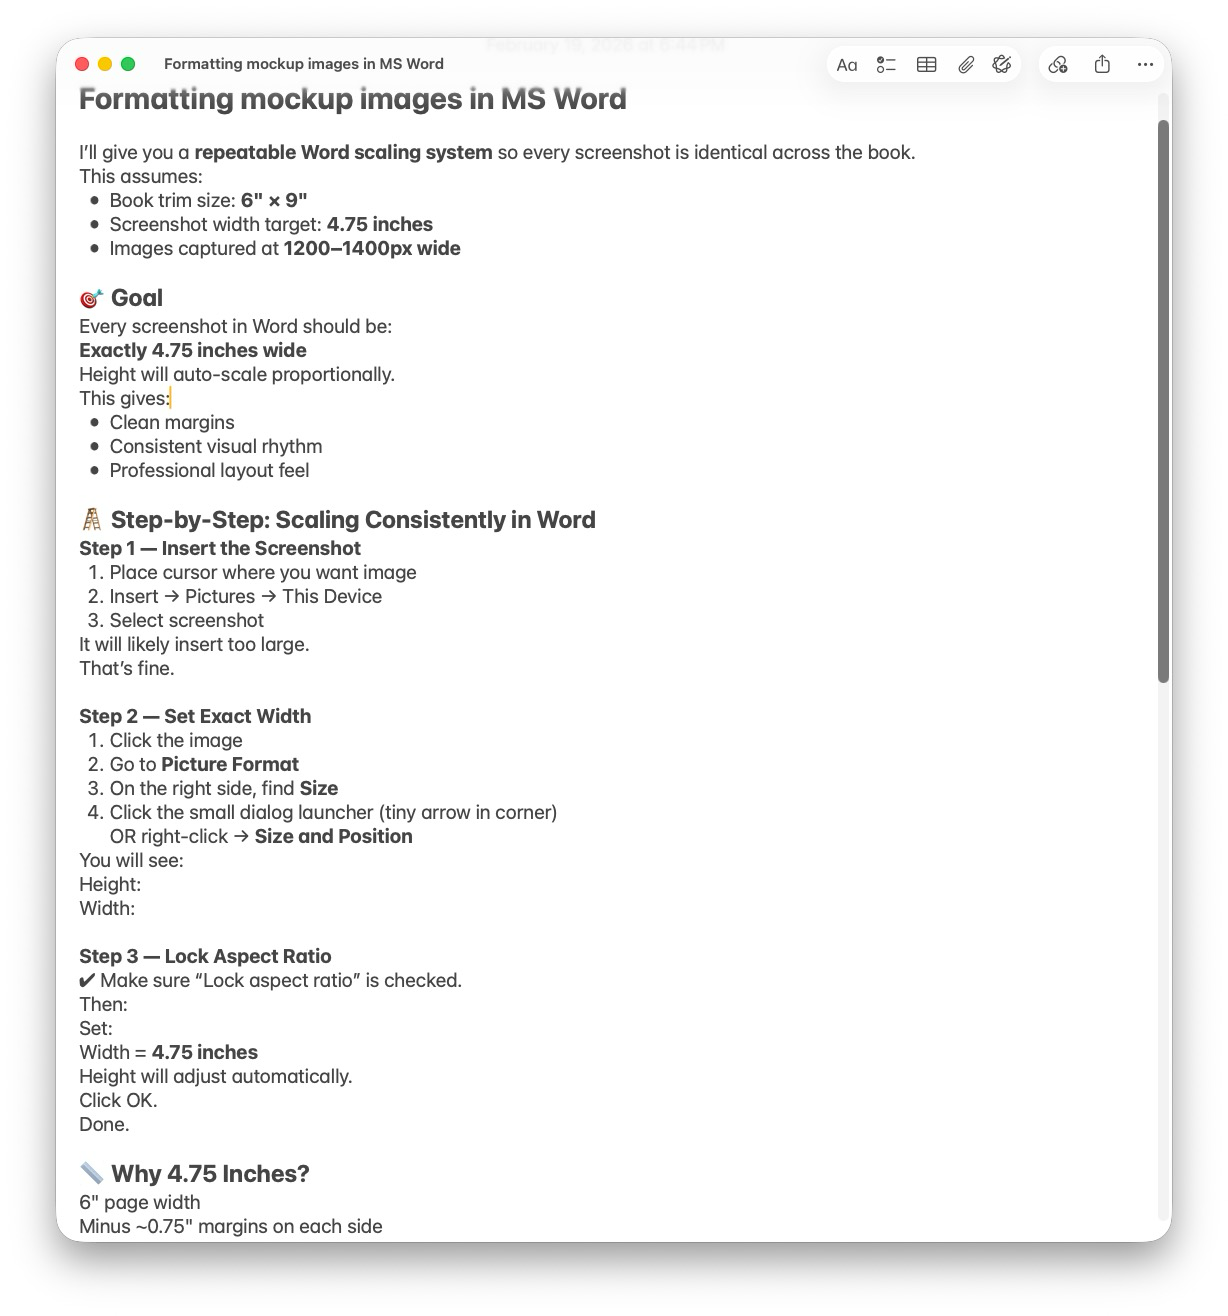 February 19, 2026 at 6:44 PM
Formatting mockup images in MS Word
Aa
Formatting mockup images in MS Word
I’ll give you a repeatable Word scaling system so every screenshot is identical across the book.
This assumes:
• Book trim size: 6" × 9"
• Screenshot width target: 4.75 inches
• Images captured at 1200–1400px wide
🎯 Goal
Every screenshot in Word should be:
Exactly 4.75 inches wide
Height will auto-scale proportionally.
This gives:
• Clean margins
• Consistent visual rhythm
• Professional layout feel
🪜 Step-by-Step: Scaling Consistently in Word
Step 1 — Insert the Screenshot
1. Place cursor where you want image
2. Insert → Pictures → This Device
3. Select screenshot
It will likely insert too large.
That’s fine.
Step 2 — Set Exact Width
1. Click the image
2. Go to Picture Format
3. On the right side, find Size
4. Click the small dialog launcher (tiny arrow in corner)
OR right-click → Size and Position
You will see:
Height:
Width:
Step 3 — Lock Aspect Ratio
✔ Make sure “Lock aspect ratio” is checked.
Then:
Set:
Width = 4.75 inches
Height will adjust automatically.
Click OK.
Done.
📏 Why 4.75 Inches?
6" page width
Minus ~0.75" margins on each side